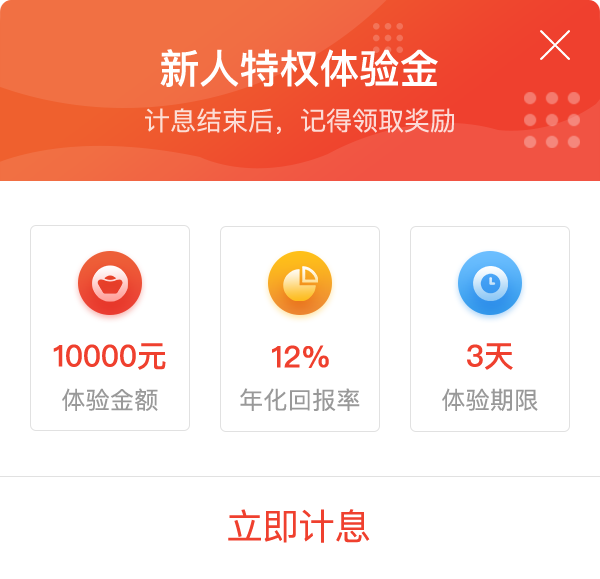 新人特权体验金
计息结束后，记得领取奖励
10000元
体验金额
12%
年化回报率
3天
体验期限
立即计息